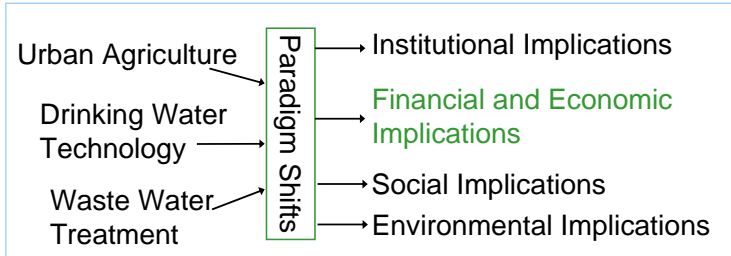 Urban Agriculture
Drinking Water
Technology
Waste Water
Treatment
Paradigm Shifts
Institutional Implications
Financial and Economic
Implications
Social Implications
Environmental Implications